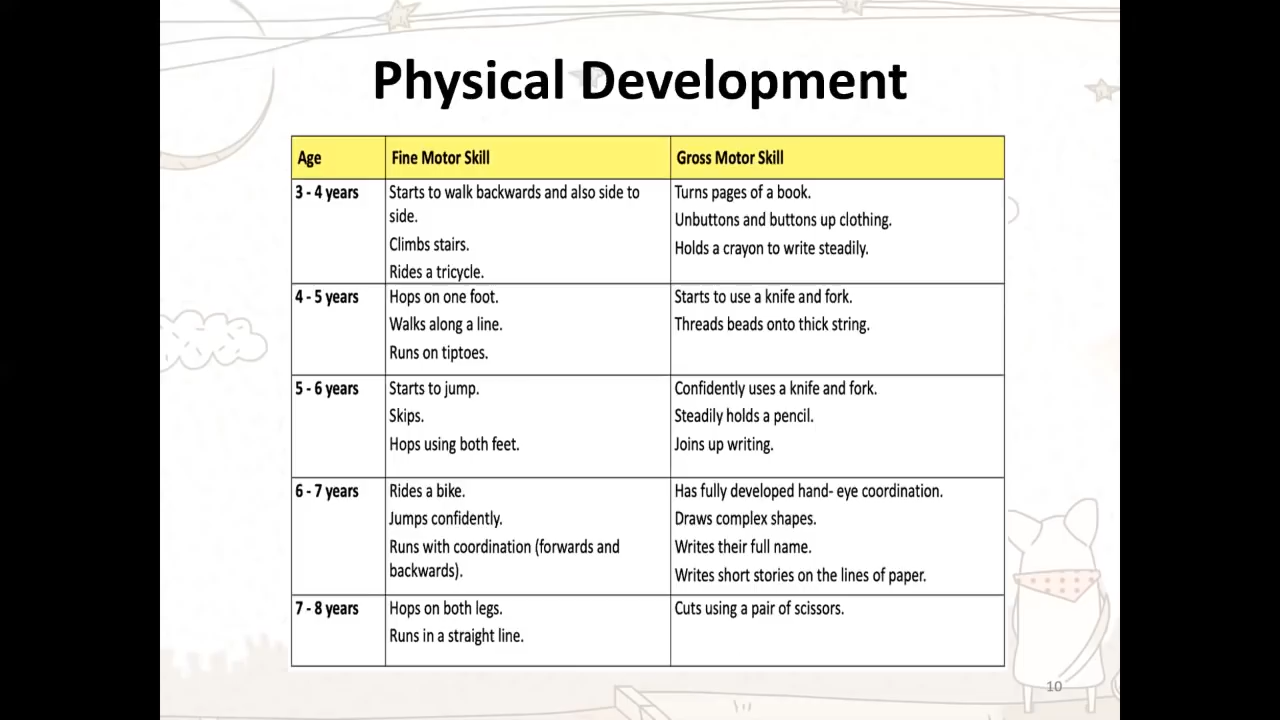 Physical Development
Age Fine Motor Skill Gross Motor Skill
3 - 4 years Starts to walk backwards and also side to Turns pages of a book.
side. Unbuttons and buttons up clothing.
Climbs stairs. Holds a crayon to write steadily.
Rides a tricycle.
4 - 5 years Hops on one foot. Starts to use a knife and fork.
Walks along a line. Threads beads onto thick string.
Runs on tiptoes.
5 - 6 years Starts to jump. Confidently uses a knife and fork.
Skips. Steadily holds a pencil.
Hops using both feet. Joins up writing.
6 - 7 years Rides a bike. Has fully developed hand- eye coordination.
Jumps confidently. Draws complex shapes.
Runs with coordination (forwards and Writes their full name.
backwards). Writes short stories on the lines of paper.
7 - 8 years Hops on both legs. Cuts using a pair of scissors.
Runs in a straight line.
10